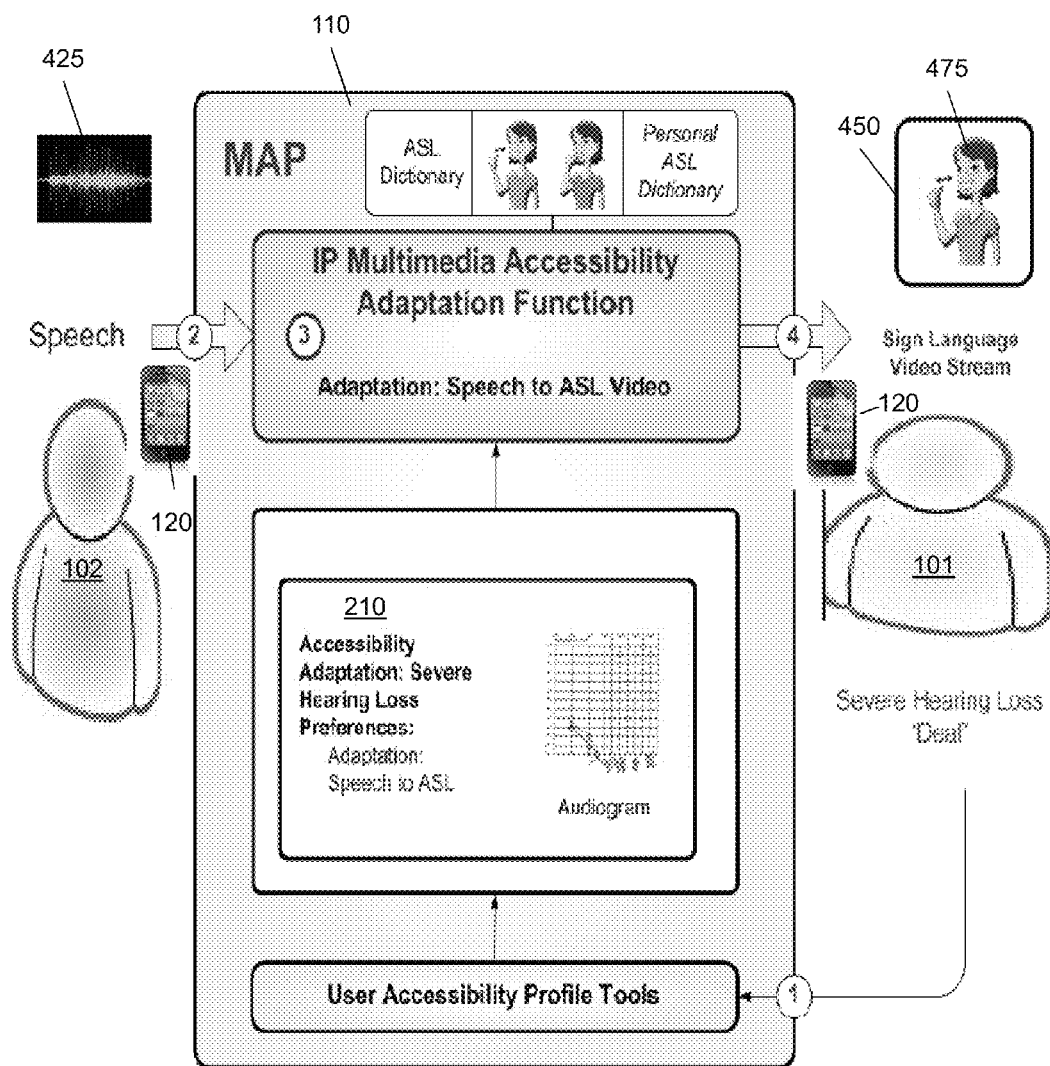 110
425
475
450
MAP
ASL
Dictionary
Personal
ASL
Dictionary
IP Multimedia Accessibility
Adaptation Function
Speech
2
3
4
Sign Language
Video Stream
Adaptation: Speech to ASL Video
120
120
102
101
210
Accessibility
Adaptation: Severe
Hearing Loss
Preferences:
Adaptation:
Speech to ASL
Audiogram
Severe Hearing Loss
"Deaf"
User Accessibility Profile Tools
1